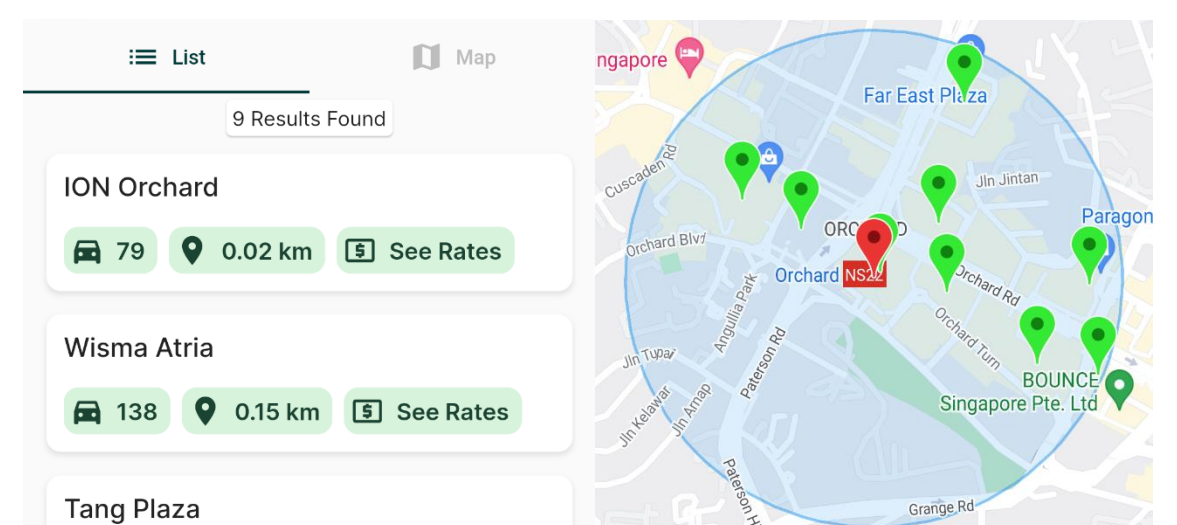 List
Map
9 Results Found
ION Orchard
79
0.02 km
See Rates
Wisma Atria
138
0.15 km
See Rates
Tang Plaza
ngapore
Far East Plaza
Cuscaden Rd
Jln Jintan
Paragon
Orchard Blvd
Orchard NS22
Orchard Rd
Angullia Park
Orchard Turn
Jln Tupai
Paterson Rd
BOUNCE
Singapore Pte. Ltd
Jln Kelawar
Jln Arnap
Paterson H
Grange Rd